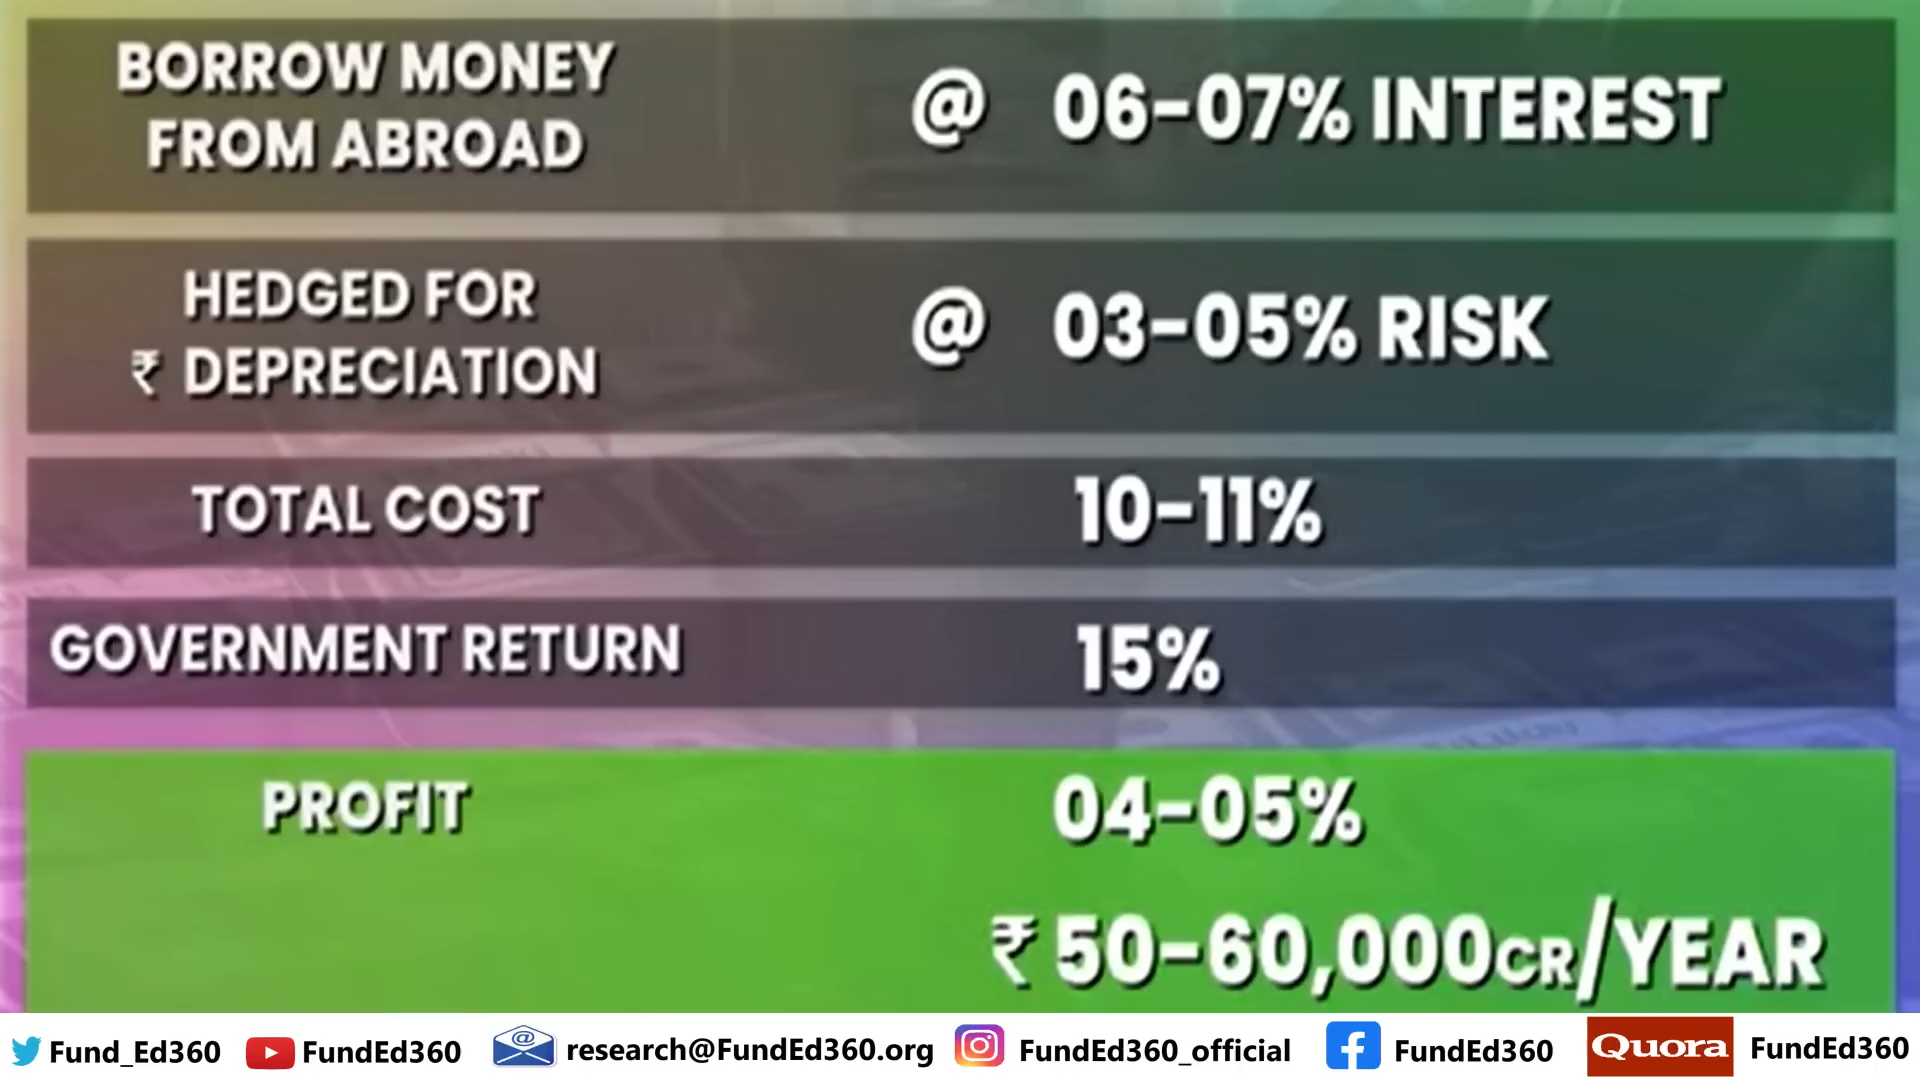 BORROW MONEY
FROM ABROAD
@ 06-07% INTEREST
HEDGED FOR
₹ DEPRECIATION
@ 03-05% RISK
TOTAL COST
10-11%
GOVERNMENT RETURN
15%
PROFIT
04-05%
₹ 50-60,000CR/YEAR
Fund_Ed360
FundEd360
@
research@FundEd360.org
FundEd360_official
FundEd360
Quora
FundEd360